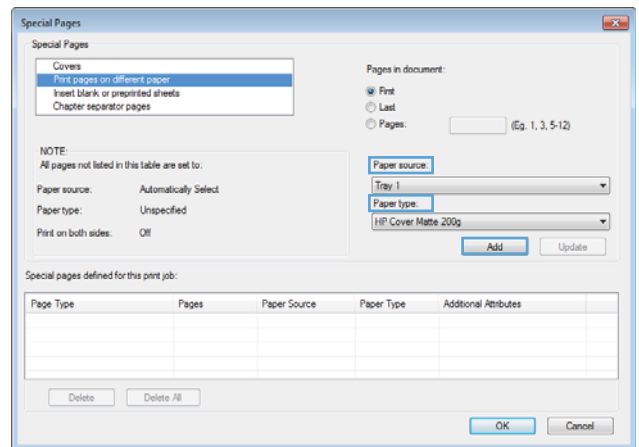 Special Pages
Special Pages
Covers
Print pages on different paper
Insert blank or preprinted sheets
Chapter separator pages
Pages in document:
First
Last
Pages: (Eg. 1, 3, 5-12)
NOTE:
All pages not listed in this table are set to:
Paper source: Automatically Select
Paper type: Unspecified
Print on both sides: Off
Paper source:
Tray 1
Paper type:
HP Cover Matte 200g
Add Update
Special pages defined for this print job:
Page Type Pages Paper Source Paper Type Additional Attributes
Delete Delete All
OK Cancel